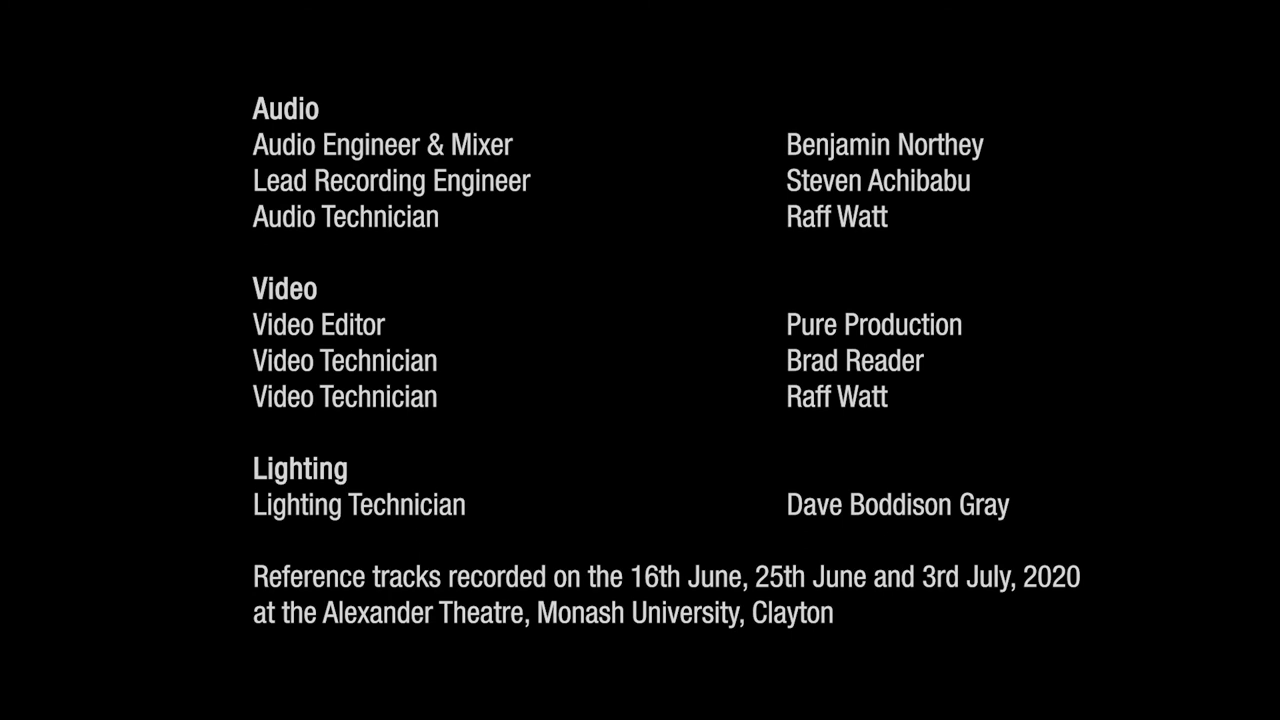 Audio
Audio Engineer & Mixer Benjamin Northey
Lead Recording Engineer Steven Achibabu
Audio Technician Raff Watt
Video
Video Editor Pure Production
Video Technician Brad Reader
Video Technician Raff Watt
Lighting
Lighting Technician Dave Boddison Gray
Reference tracks recorded on the 16th June, 25th June and 3rd July, 2020
at the Alexander Theatre, Monash University, Clayton